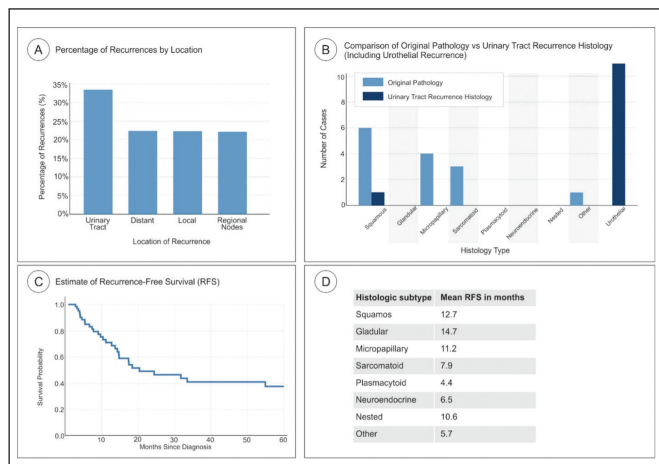 A
Percentage of Recurrences by Location
35%
30%
25%
20%
15%
10%
5%
0%
Percentage of Recurrences (%)
Urinary Tract
Distant
Local
Regional Nodes
Location of Recurrence
B
Comparison of Original Pathology vs Urinary Tract Recurrence Histology
(Including Urothelial Recurrence)
Original Pathology
Urinary Tract Recurrence Histology
10
8
6
4
2
0
Number of Cases
Squamous
Glandular
Micropapillary
Sarcomatoid
Plasmacytoid
Neuroendocrine
Nested
Other
Urothelial
Histology Type
C
Estimate of Recurrence-Free Survival (RFS)
1.0
0.8
0.6
0.4
0.2
0.0
Survival Probability
10
20
30
40
50
60
Months Since Diagnosis
D
Histologic subtype Mean RFS in months
Squamos 12.7
Gladular 14.7
Micropapillary 11.2
Sarcomatoid 7.9
Plasmacytoid 4.4
Neuroendocrine 6.5
Nested 10.6
Other 5.7